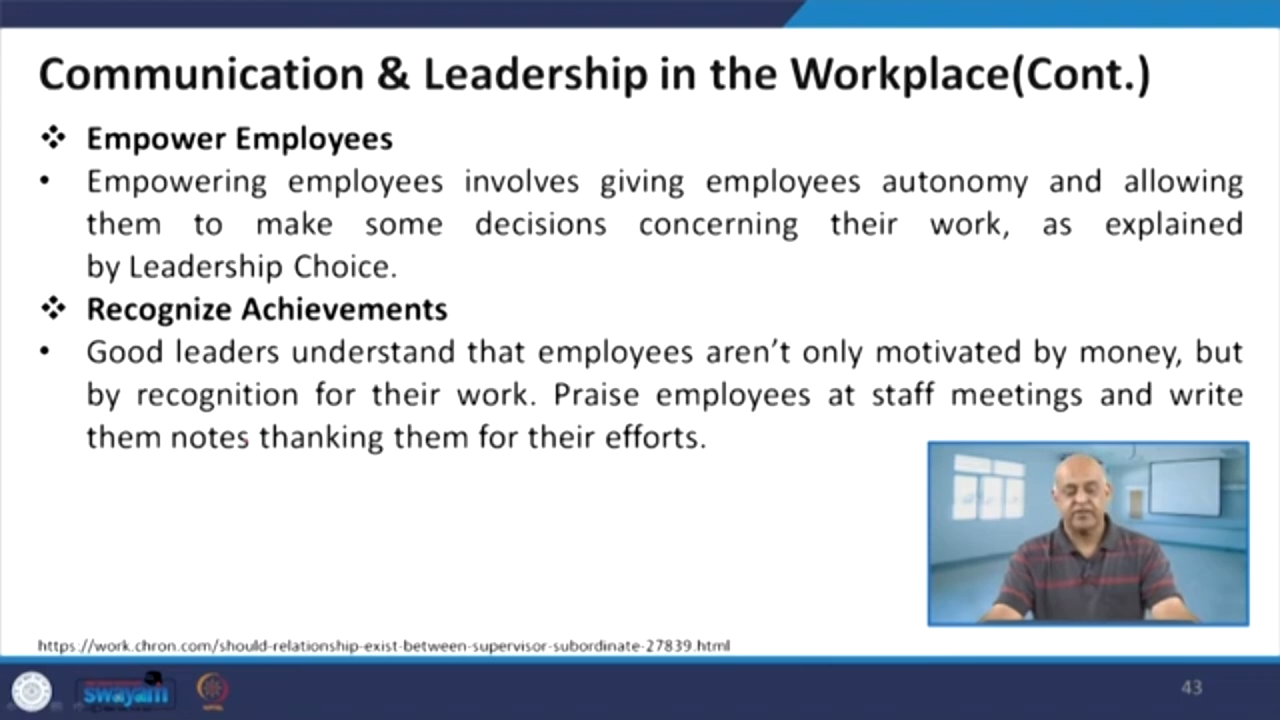 Communication & Leadership in the Workplace(Cont.)
❖ Empower Employees
• Empowering employees involves giving employees autonomy and allowing
them to make some decisions concerning their work, as explained
by Leadership Choice.
❖ Recognize Achievements
• Good leaders understand that employees aren't only motivated by money, but
by recognition for their work. Praise employees at staff meetings and write
them notes thanking them for their efforts.
https://work.chron.com/should-relationship-exist-between-supervisor-subordinate-27839.html
swayam
43